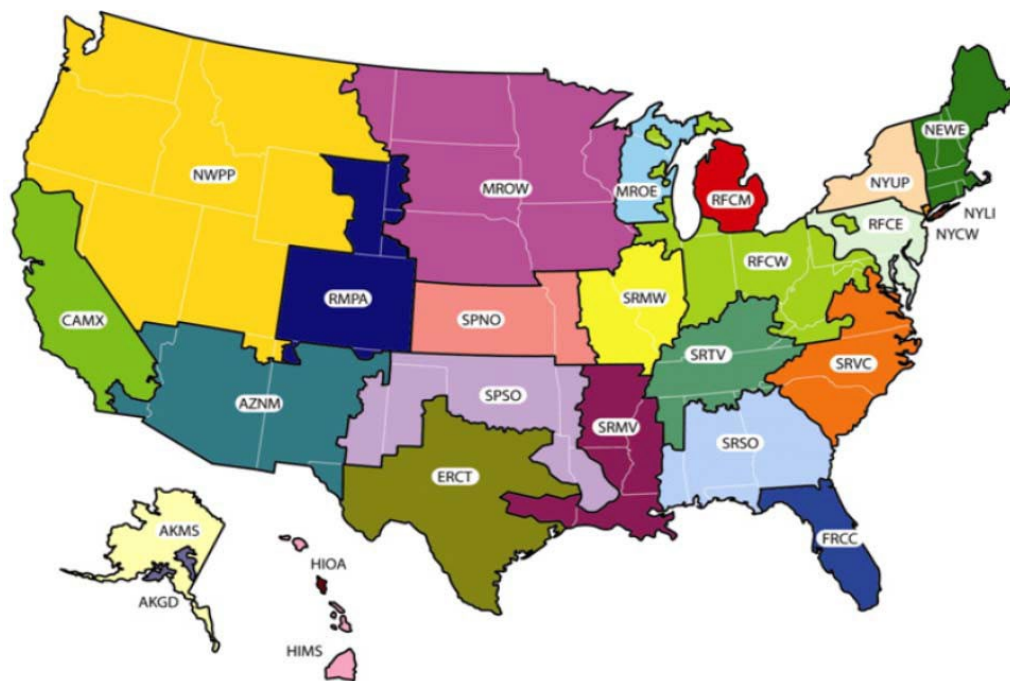 NWPP
MROW
MROE
RFCM
NEWE
NYUP
NYLI
NYCW
RFCE
RFCW
RMPA
SPNO
SRMW
CAMX
SRTV
SRVC
AZNM
SPSO
SRMV
SRSO
ERCT
FRCC
AKMS
HIOA
AKGD
HIMS